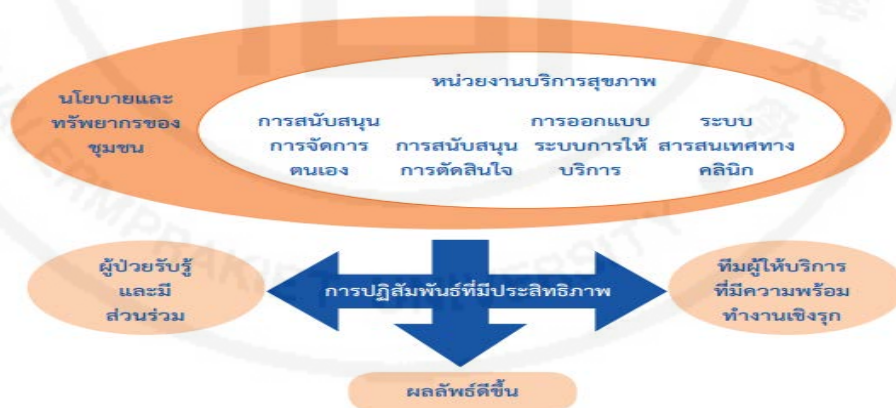 หน่วยงานบริการสุขภาพ
นโยบายและ
ทรัพยากรของ
ชุมชน
การสนับสนุน
การจัดการ
ตนเอง
การสนับสนุน
การตัดสินใจ
การออกแบบ
ระบบการให้
บริการ
ระบบ
สารสนเทศทาง
คลินิก
ผู้ป่วยรับรู้
และมี
ส่วนร่วม
การปฏิสัมพันธ์ที่มีประสิทธิภาพ
ทีมผู้ให้บริการ
ที่มีความพร้อม
ทำงานเชิงรุก
ผลลัพธ์ดีขึ้น